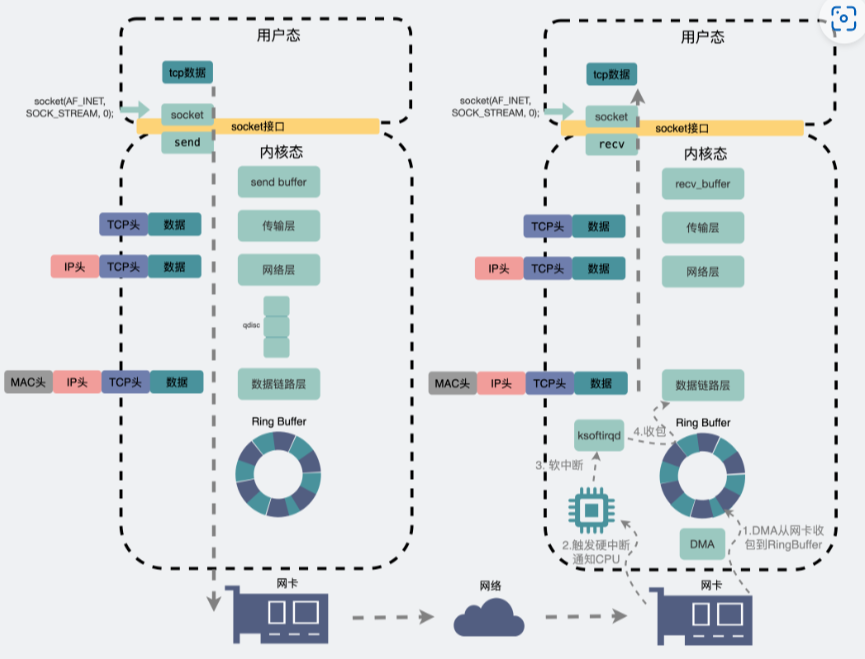 用户态
tcp数据
socket(AF_INET,
SOCK_STREAM, 0);
socket
socket接口
send
内核态
send buffer
TCP头
数据
传输层
IP头
TCP头
数据
网络层
qdisc
MAC头
IP头
TCP头
数据
数据链路层
Ring Buffer
网卡
网络
用户态
tcp数据
socket(AF_INET,
SOCK_STREAM, 0);
socket
socket接口
recv
内核态
recv_buffer
TCP头
数据
传输层
IP头
TCP头
数据
网络层
MAC头
IP头
TCP头
数据
数据链路层
ksoftirqd
4.收包
Ring Buffer
3. 软中断
2.触发硬中断
通知CPU
DMA
1.DMA从网卡收
包到RingBuffer
网卡